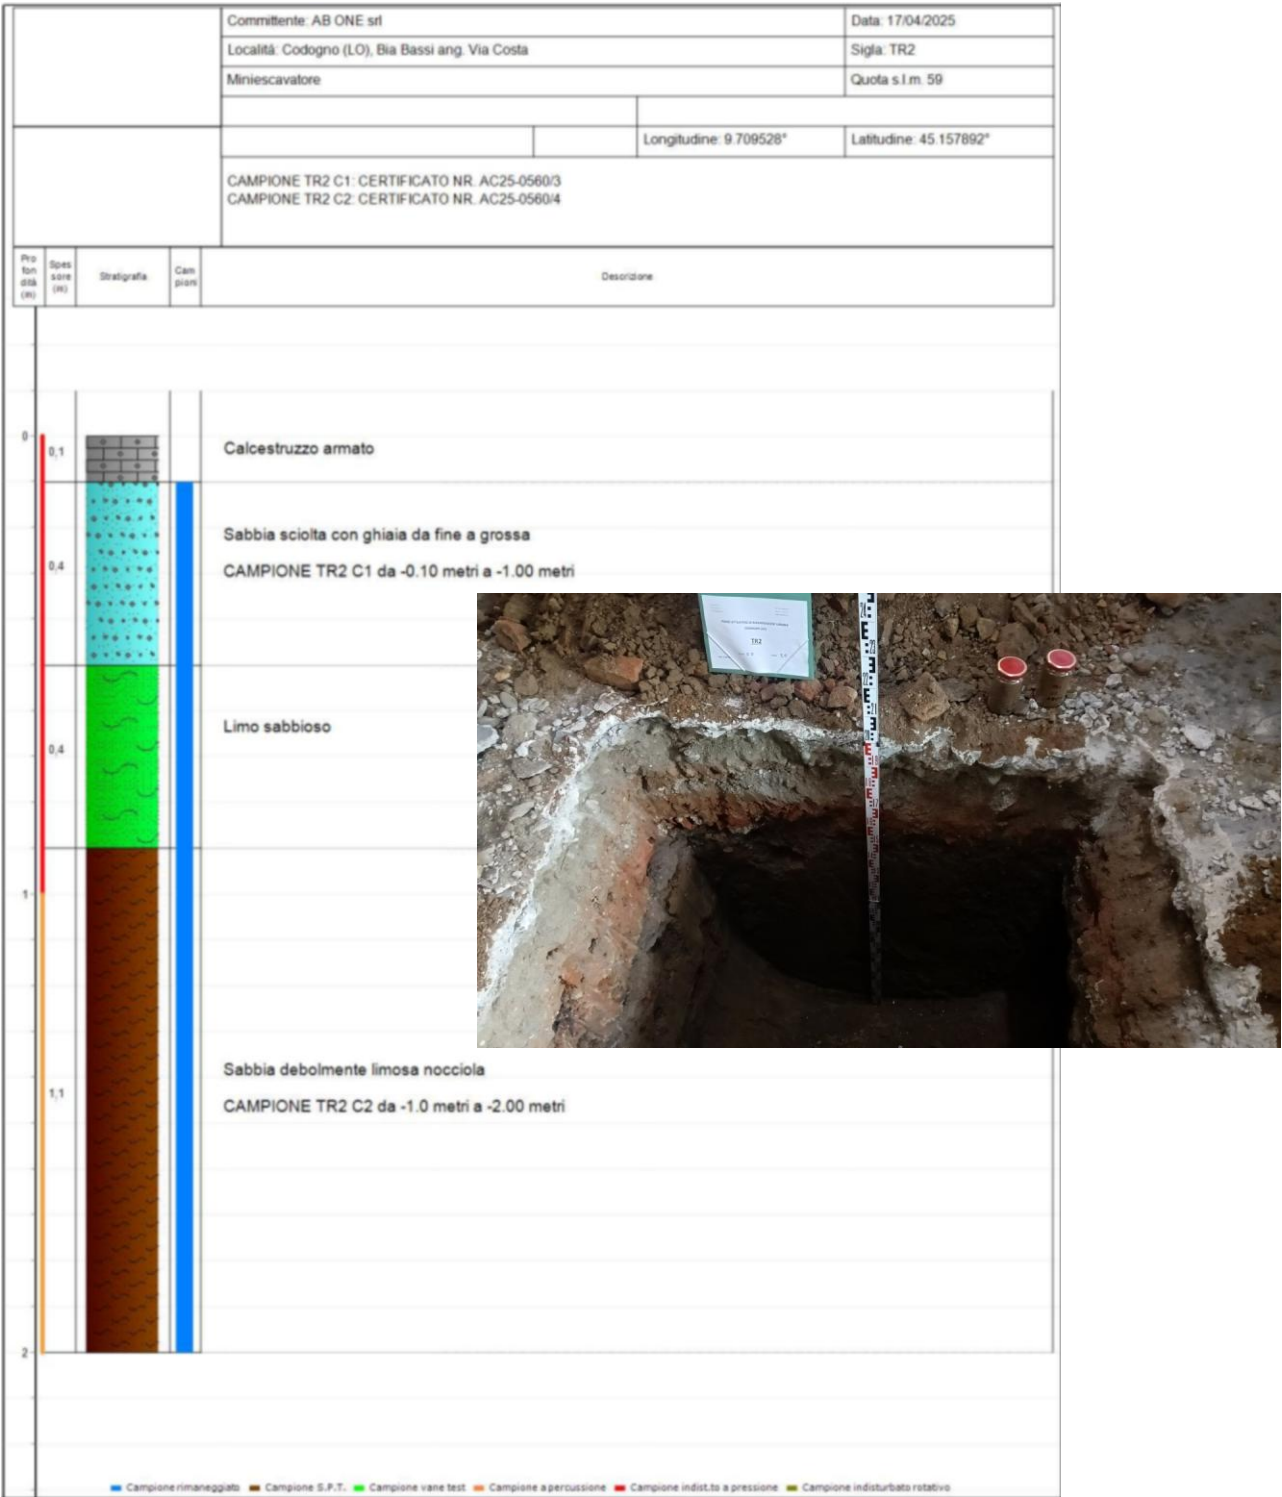 Committente: AB ONE srl
Data: 17/04/2025
Località: Codogno (LO), Bia Bassi ang. Via Costa
Sigla: TR2
Miniescavatore
Quota s.l.m. 59
Longitudine: 9.709528°
Latitudine: 45.157892°
CAMPIONE TR2 C1: CERTIFICATO NR. AC25-0560/3
CAMPIONE TR2 C2: CERTIFICATO NR. AC25-0560/4
Pro
fon
dità
(m)
Spes
sore
(m)
Stratigrafia
Cam
pioni
Descrizione
0
0,1
Calcestruzzo armato
Sabbia sciolta con ghiaia da fine a grossa
0,4
CAMPIONE TR2 C1 da -0.10 metri a -1.00 metri
TR2
Limo sabbioso
0,4
1
Sabbia debolmente limosa nocciola
1,1
CAMPIONE TR2 C2 da -1.0 metri a -2.00 metri
2
Campione rimaneggiato Campione S.P.T. Campione vane test Campione a percussione Campione indist.to a pressione Campione indisturbato rotativo